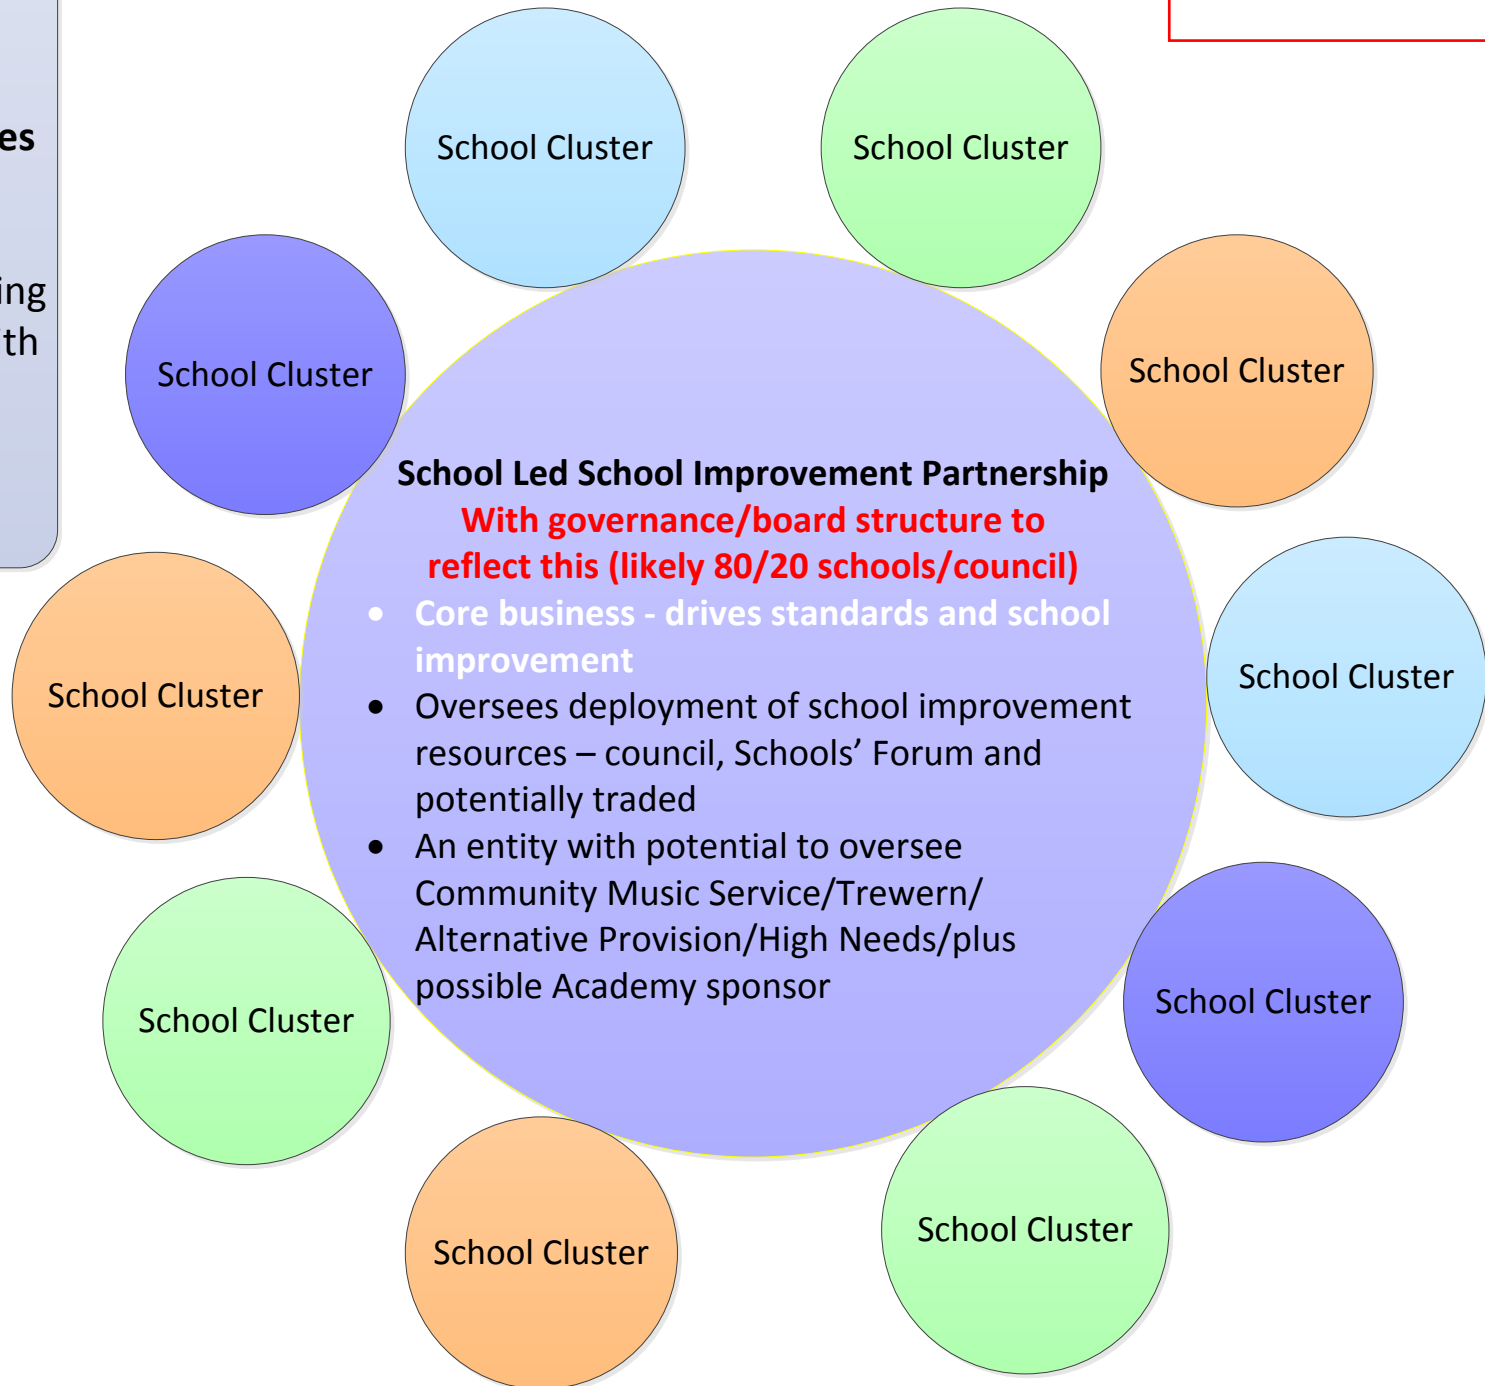 School Cluster
School Cluster
es
School Cluster
School Cluster
ing
ith
School Led School Improvement Partnership
With governance/board structure to
reflect this (likely 80/20 schools/council)
• Core business - drives standards and school
improvement
• Oversees deployment of school improvement
resources – council, Schools’ Forum and
potentially traded
• An entity with potential to oversee
Community Music Service/Trewern/
Alternative Provision/High Needs/plus
possible Academy sponsor
School Cluster
School Cluster
School Cluster
School Cluster
School Cluster
School Cluster